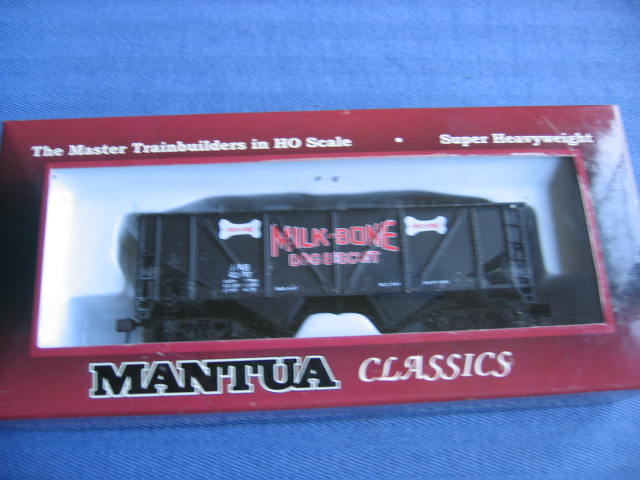 The Master Trainbuilders in HO Scale • Super Heavyweight
MILK-BONE
DOG BISCUIT
MANTUA CLASSICS